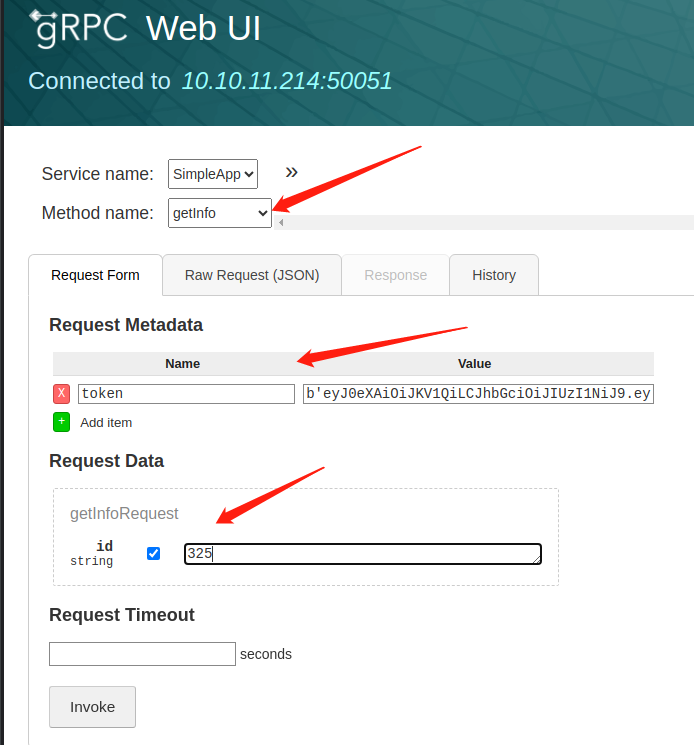 gRPC Web UI
Connected to 10.10.11.214:50051
Service name: SimpleApp »
Method name: getInfo
Request Form Raw Request (JSON) Response History
Request Metadata
Name Value
X token b'eyJ0eXAiOiJKV1QiLCJhbGciOiJIUzI1NiJ9.ey
+ Add item
Request Data
getInfoRequest
id 325
string
Request Timeout
seconds
Invoke